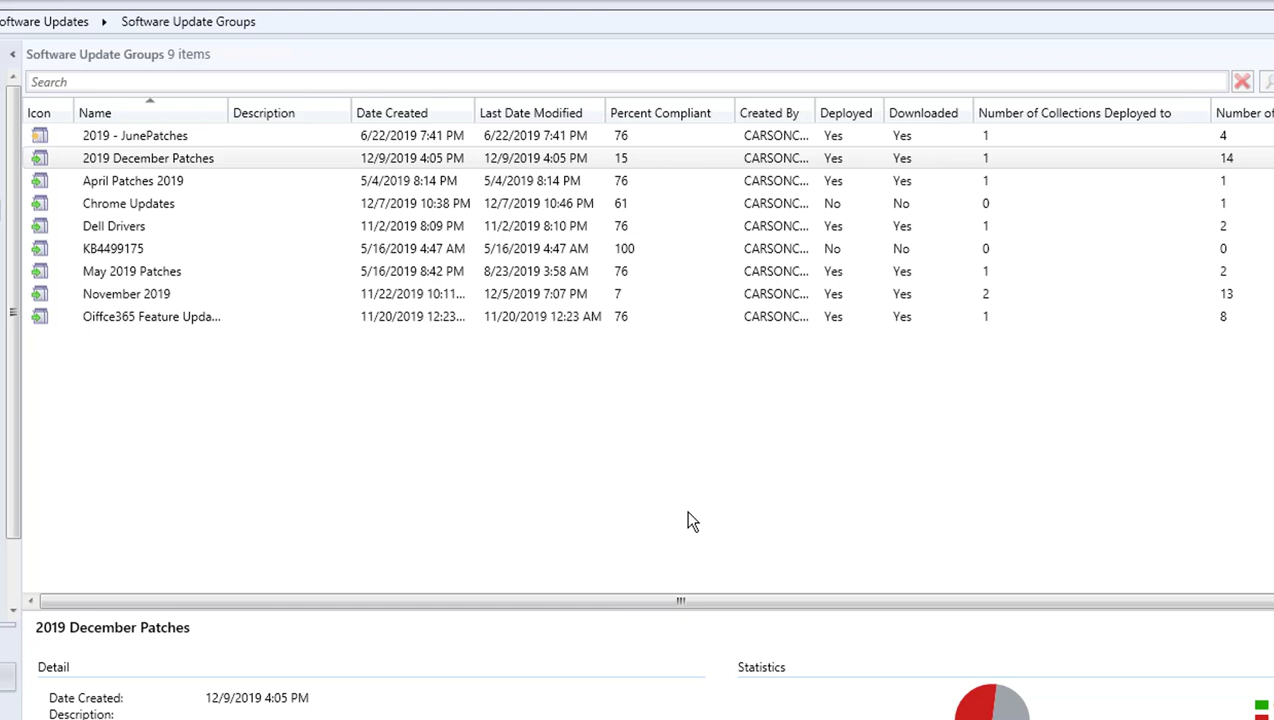 oftware Updates ▸ Software Update Groups
Software Update Groups 9 items
Search
Icon Name Description Date Created Last Date Modified Percent Compliant Created By Deployed Downloaded Number of Collections Deployed to Number of
2019 - JunePatches 6/22/2019 7:41 PM 6/22/2019 7:41 PM 76 CARSONC... Yes Yes 1 4
2019 December Patches 12/9/2019 4:05 PM 12/9/2019 4:05 PM 15 CARSONC... Yes Yes 1 14
April Patches 2019 5/4/2019 8:14 PM 5/4/2019 8:14 PM 76 CARSONC... Yes Yes 1 1
Chrome Updates 12/7/2019 10:38 PM 12/7/2019 10:46 PM 61 CARSONC... No No 0 1
Dell Drivers 11/2/2019 8:09 PM 11/2/2019 8:10 PM 76 CARSONC... Yes Yes 1 2
KB4499175 5/16/2019 4:47 AM 5/16/2019 4:47 AM 100 CARSONC... No No 0 0
May 2019 Patches 5/16/2019 8:42 PM 8/23/2019 3:58 AM 76 CARSONC... Yes Yes 1 2
November 2019 11/22/2019 10:11... 12/5/2019 7:07 PM 7 CARSONC... Yes Yes 2 13
Oiffce365 Feature Upda... 11/20/2019 12:23... 11/20/2019 12:23 AM 76 CARSONC... Yes Yes 1 8
2019 December Patches
Detail Statistics
Date Created: 12/9/2019 4:05 PM
Description: